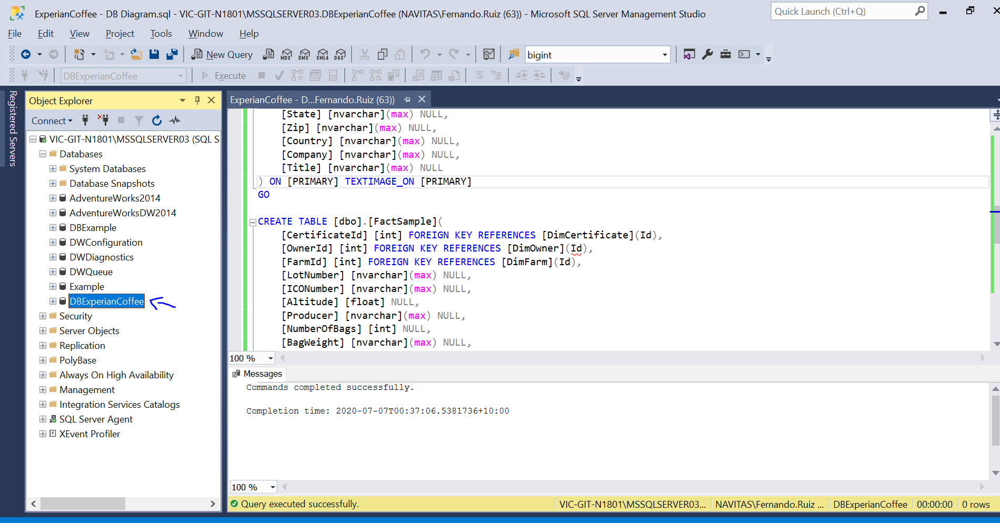 ExperianCoffee - DB Diagram.sql - VIC-GIT-N1801\MSSQLSERVER03.DBExperianCoffee (NAVITAS\Fernando.Ruiz (63)) - Microsoft SQL Server Management Studio
Quick Launch (Ctrl+Q)
File Edit View Project Tools Window Help
New Query MDX DMX XMLA DAX bigint
DBExperianCoffee Execute
Registered Servers
Object Explorer
Connect
VIC-GIT-N1801\MSSQLSERVER03 (SQL S
Databases
System Databases
Database Snapshots
AdventureWorks2014
AdventureWorksDW2014
DBExample
DWConfiguration
DWDiagnostics
DWQueue
Example
DBExperianCoffee
Security
Server Objects
Replication
PolyBase
Always On High Availability
Management
Integration Services Catalogs
SQL Server Agent
XEvent Profiler
ExperianCoffee - D...Fernando.Ruiz (63))
[State] [nvarchar](max) NULL,
[Zip] [nvarchar](max) NULL,
[Country] [nvarchar](max) NULL,
[Company] [nvarchar](max) NULL,
[Title] [nvarchar](max) NULL
) ON [PRIMARY] TEXTIMAGE_ON [PRIMARY]
GO
CREATE TABLE [dbo].[FactSample](
[CertificateId] [int] FOREIGN KEY REFERENCES [DimCertificate](Id),
[OwnerId] [int] FOREIGN KEY REFERENCES [DimOwner](Id),
[FarmId] [int] FOREIGN KEY REFERENCES [DimFarm](Id),
[LotNumber] [nvarchar](max) NULL,
[ICONumber] [nvarchar](max) NULL,
[Altitude] [float] NULL,
[Producer] [nvarchar](max) NULL,
[NumberOfBags] [int] NULL,
[BagWeight] [nvarchar](max) NULL,
100 %
Messages
Commands completed successfully.
Completion time: 2020-07-07T00:37:06.5381736+10:00
100 %
Query executed successfully. VIC-GIT-N1801\MSSQLSERVER03... NAVITAS\Fernando.Ruiz ... DBExperianCoffee 00:00:00 0 rows